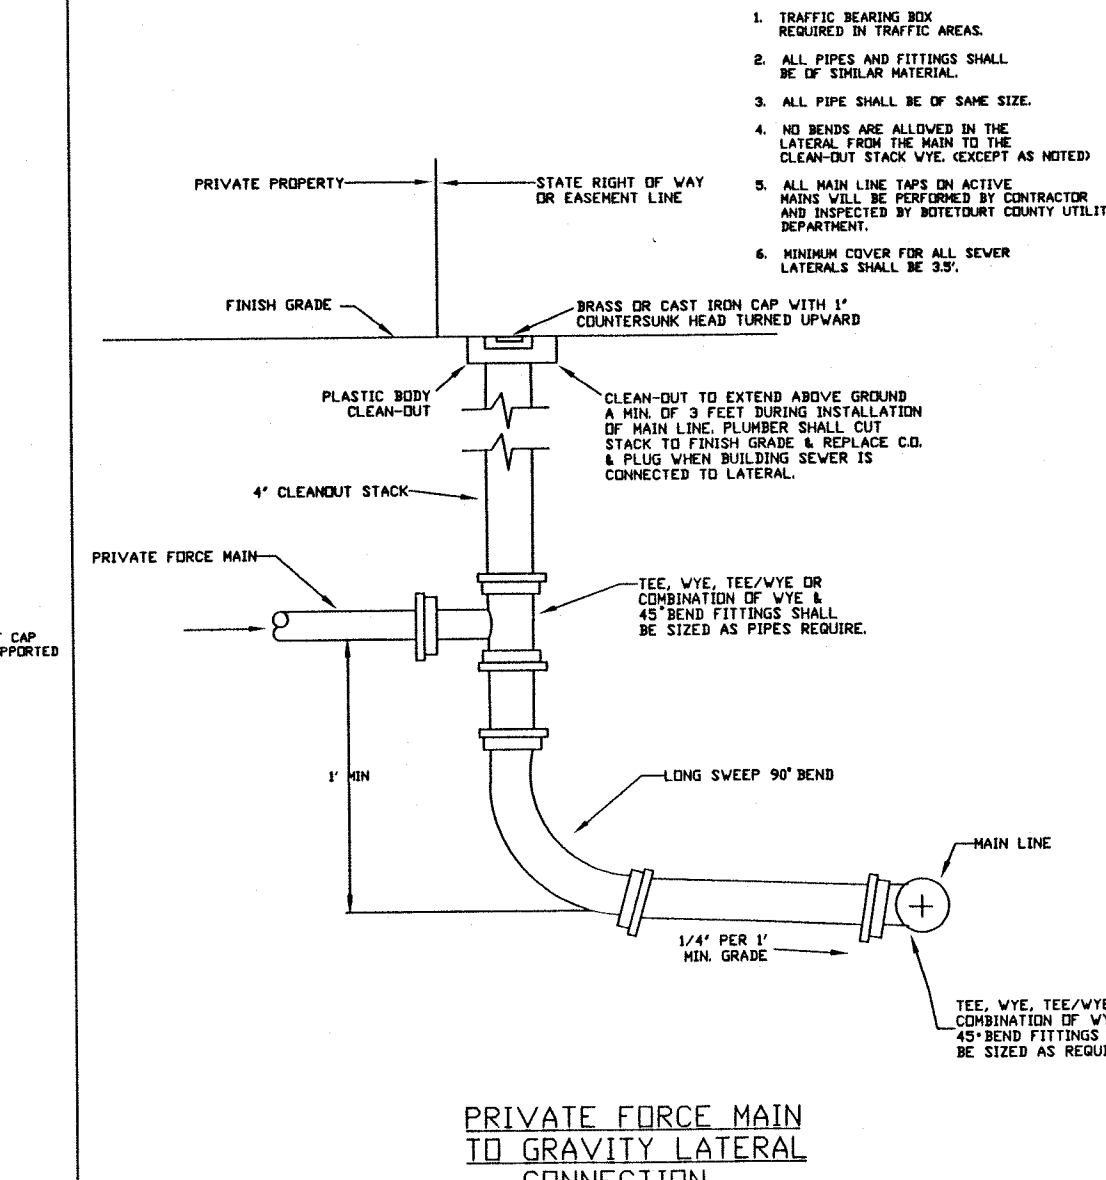 1. TRAFFIC BEARING BOX
REQUIRED IN TRAFFIC AREAS.
2. ALL PIPES AND FITTINGS SHALL
BE OF SIMILAR MATERIAL.
3. ALL PIPE SHALL BE OF SAME SIZE.
4. NO BENDS ARE ALLOWED IN THE
LATERAL FROM THE MAIN TO THE
CLEAN-OUT STACK WYE. (EXCEPT AS NOTED)
5. ALL MAIN LINE TAPS ON ACTIVE
MAINS WILL BE PERFORMED BY CONTRACTOR
AND INSPECTED BY BOTETOURT COUNTY UTILIT
DEPARTMENT.
6. MINIMUM COVER FOR ALL SEWER
LATERALS SHALL BE 3.5'.
PRIVATE PROPERTY
STATE RIGHT OF WAY
OR EASEMENT LINE
FINISH GRADE
BRASS OR CAST IRON CAP WITH 1"
COUNTERSUNK HEAD TURNED UPWARD
PLASTIC BODY
CLEAN-OUT
CLEAN-OUT TO EXTEND ABOVE GROUND
A MIN. OF 3 FEET DURING INSTALLATION
OF MAIN LINE. PLUMBER SHALL CUT
STACK TO FINISH GRADE & REPLACE C.O.
& PLUG WHEN BUILDING SEWER IS
CONNECTED TO LATERAL.
4" CLEANOUT STACK
PRIVATE FORCE MAIN
TEE, WYE, TEE/WYE OR
COMBINATION OF WYE &
45° BEND FITTINGS SHALL
BE SIZED AS PIPES REQUIRE.
CAP
PPORTED
1' MIN
LONG SWEEP 90° BEND
MAIN LINE
1/4" PER 1'
MIN. GRADE
TEE, WYE, TEE/WYE
COMBINATION OF WY
45° BEND FITTINGS
BE SIZED AS REQUI
PRIVATE FORCE MAIN
TO GRAVITY LATERAL
CONNECTION